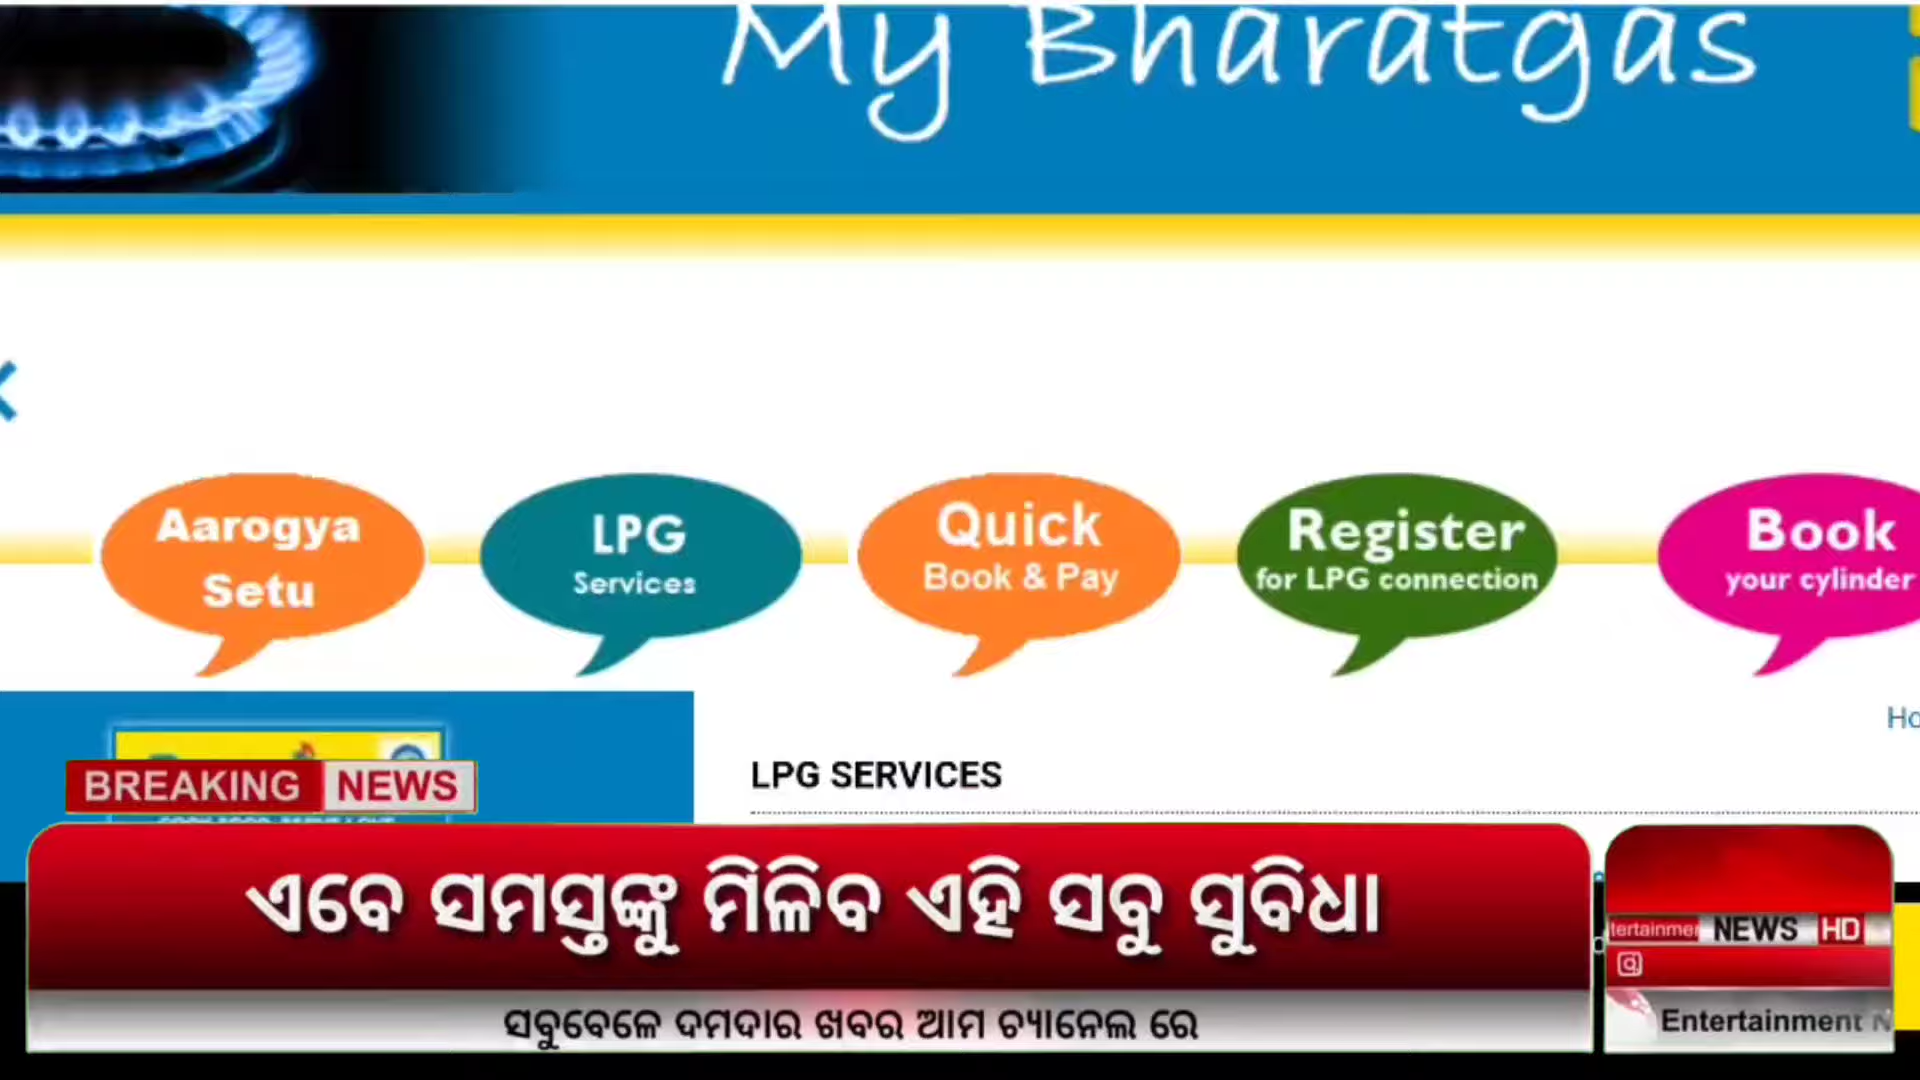 My Bharatgas
Aarogya
Setu
LPG
Services
Quick
Book & Pay
Register
for LPG connection
Book
your cylinder
LPG SERVICES
BREAKING NEWS
ଏବେ ସମସ୍ତଙ୍କୁ ମିଳିବ ଏହି ସବୁ ସୁବିଧା
ସବୁବେଳେ ଦମଦାର ଖବର ଆମ ଚ୍ୟାନେଲ ରେ
NEWS HD
Entertainment